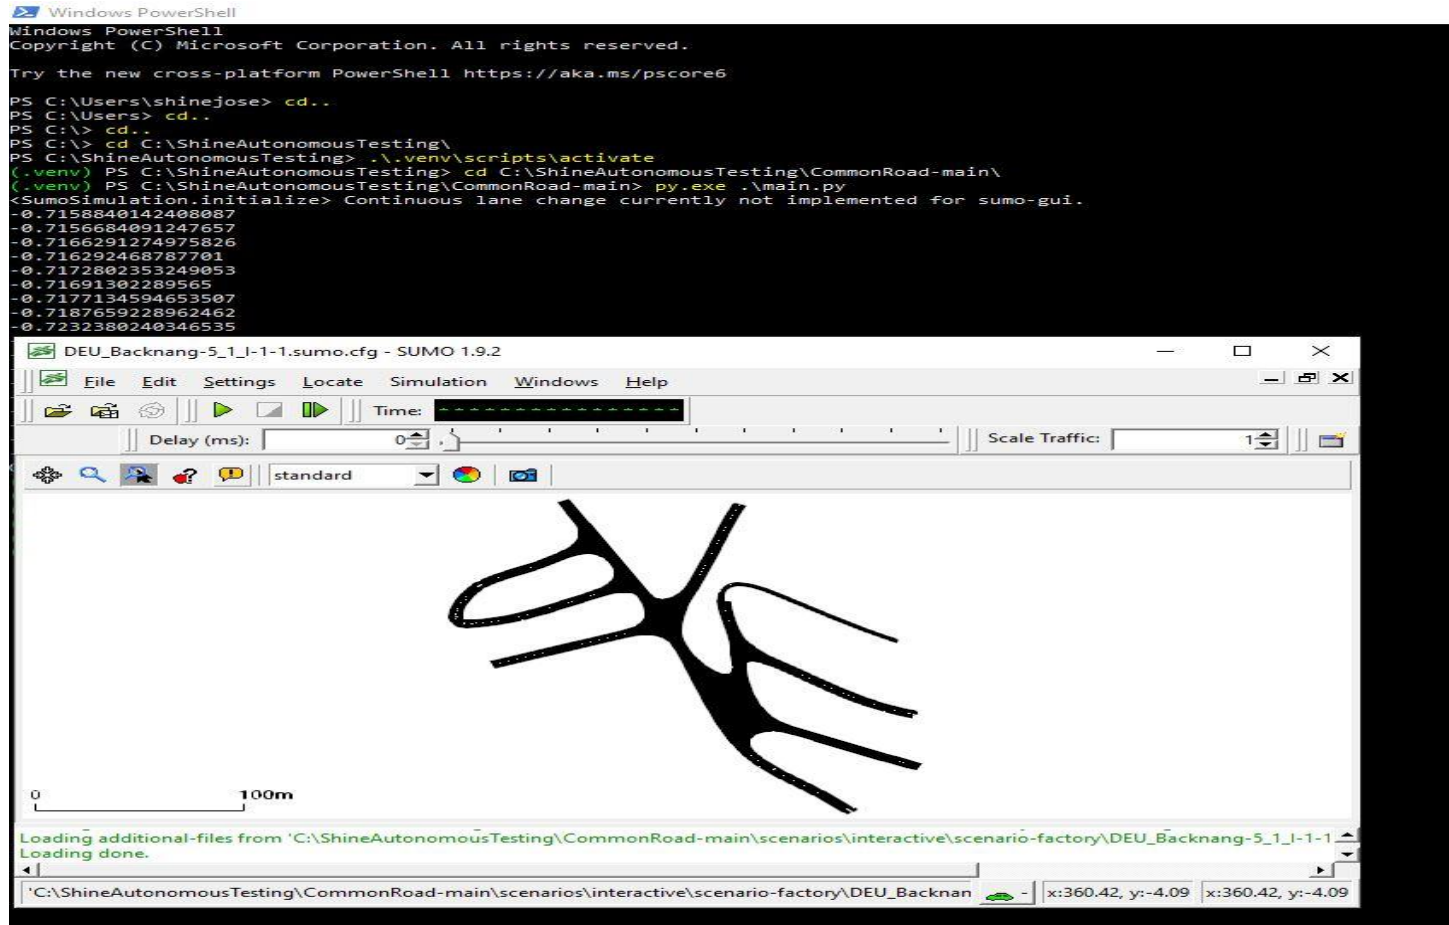 Windows PowerShell
Windows PowerShell
Copyright (C) Microsoft Corporation. All rights reserved.
Try the new cross-platform PowerShell https://aka.ms/pscore6
PS C:\Users\shinejose> cd..
PS C:\Users> cd..
PS C:\> cd..
PS C:\> cd C:\ShineAutonomousTesting\
PS C:\ShineAutonomousTesting> .\.venv\scripts\activate
(.venv) PS C:\ShineAutonomousTesting> cd C:\ShineAutonomousTesting\CommonRoad-main\
(.venv) PS C:\ShineAutonomousTesting\CommonRoad-main> py.exe .\main.py
<SumoSimulation.initialize> Continuous lane change currently not implemented for sumo-gui.
-0.7158840142408087
-0.7156684091247657
-0.7166291274975826
-0.716292468787701
-0.7172802353249053
-0.71691302289565
-0.7177134594653507
-0.7187659228962462
-0.7232380240346535
DEU_Backnang-5_1_I-1-1.sumo.cfg - SUMO 1.9.2
File Edit Settings Locate Simulation Windows Help
Time:
Delay (ms): 0 Scale Traffic: 1
standard
0 100m
Loading additional-files from 'C:\ShineAutonomousTesting\CommonRoad-main\scenarios\interactive\scenario-factory\DEU_Backnang-5_1_I-1-1
Loading done.
'C:\ShineAutonomousTesting\CommonRoad-main\scenarios\interactive\scenario-factory\DEU_Backnan - x:360.42, y:-4.09 x:360.42, y:-4.09